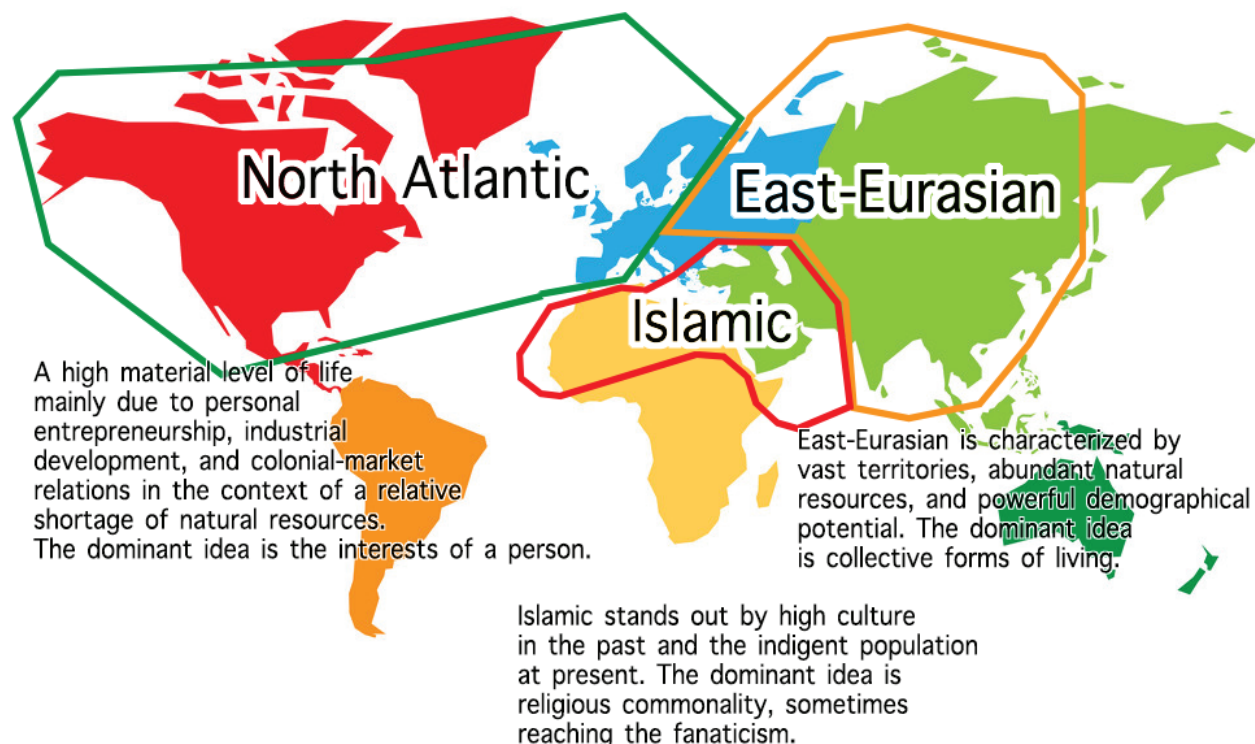 North Atlantic
East-Eurasian
Islamic
A high material level of life
mainly due to personal
entrepreneurship, industrial
development, and colonial-market
relations in the context of a relative
shortage of natural resources.
The dominant idea is the interests of a person.
East-Eurasian is characterized by
vast territories, abundant natural
resources, and powerful demographical
potential. The dominant idea
is collective forms of living.
Islamic stands out by high culture
in the past and the indigent population
at present. The dominant idea is
religious commonality, sometimes
reaching the fanaticism.